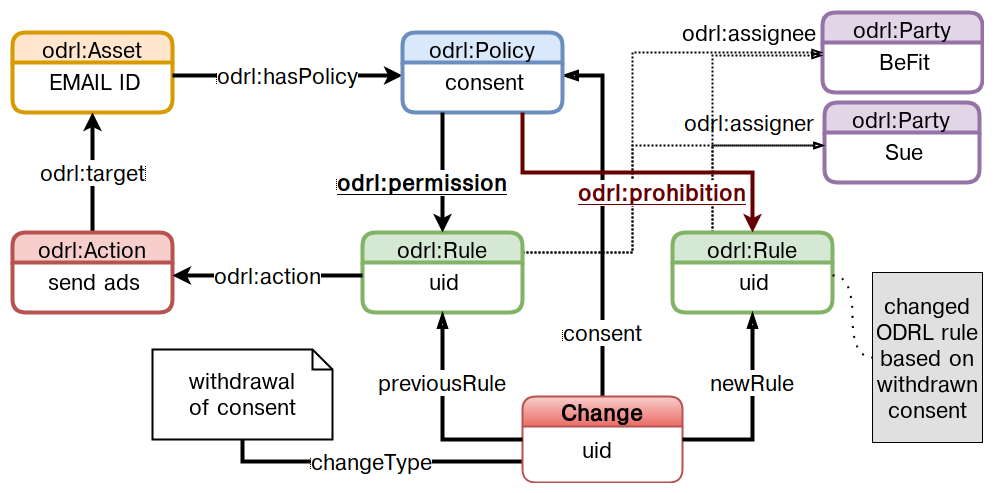 odrl:Asset
EMAIL ID
odrl:hasPolicy
odrl:Policy
consent
odrl:assignee
odrl:Party
BeFit
odrl:assigner
odrl:Party
Sue
odrl:target
odrl:permission
odrl:prohibition
odrl:Action
send ads
odrl:action
odrl:Rule
uid
odrl:Rule
uid
changed
ODRL rule
based on
withdrawn
consent
consent
withdrawal
of consent
previousRule
newRule
Change
uid
changeType